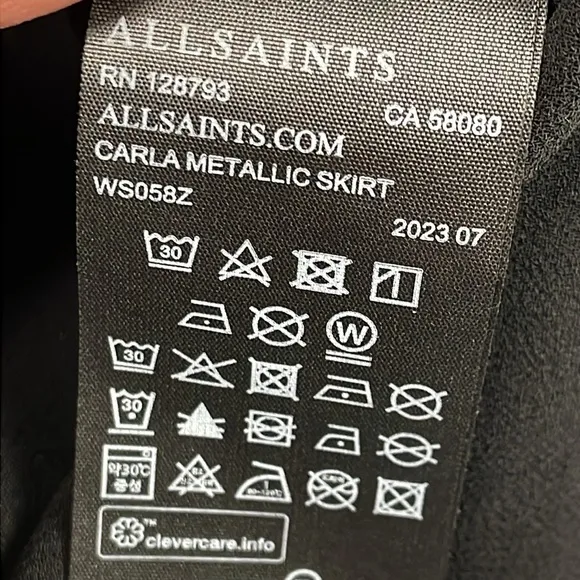 ALLSAINTS
RN 128793 CA 58080
ALLSAINTS.COM
CARLA METALLIC SKIRT
WS058Z
2023 07
30
W
30
30
약30℃
중성
clevercare.info